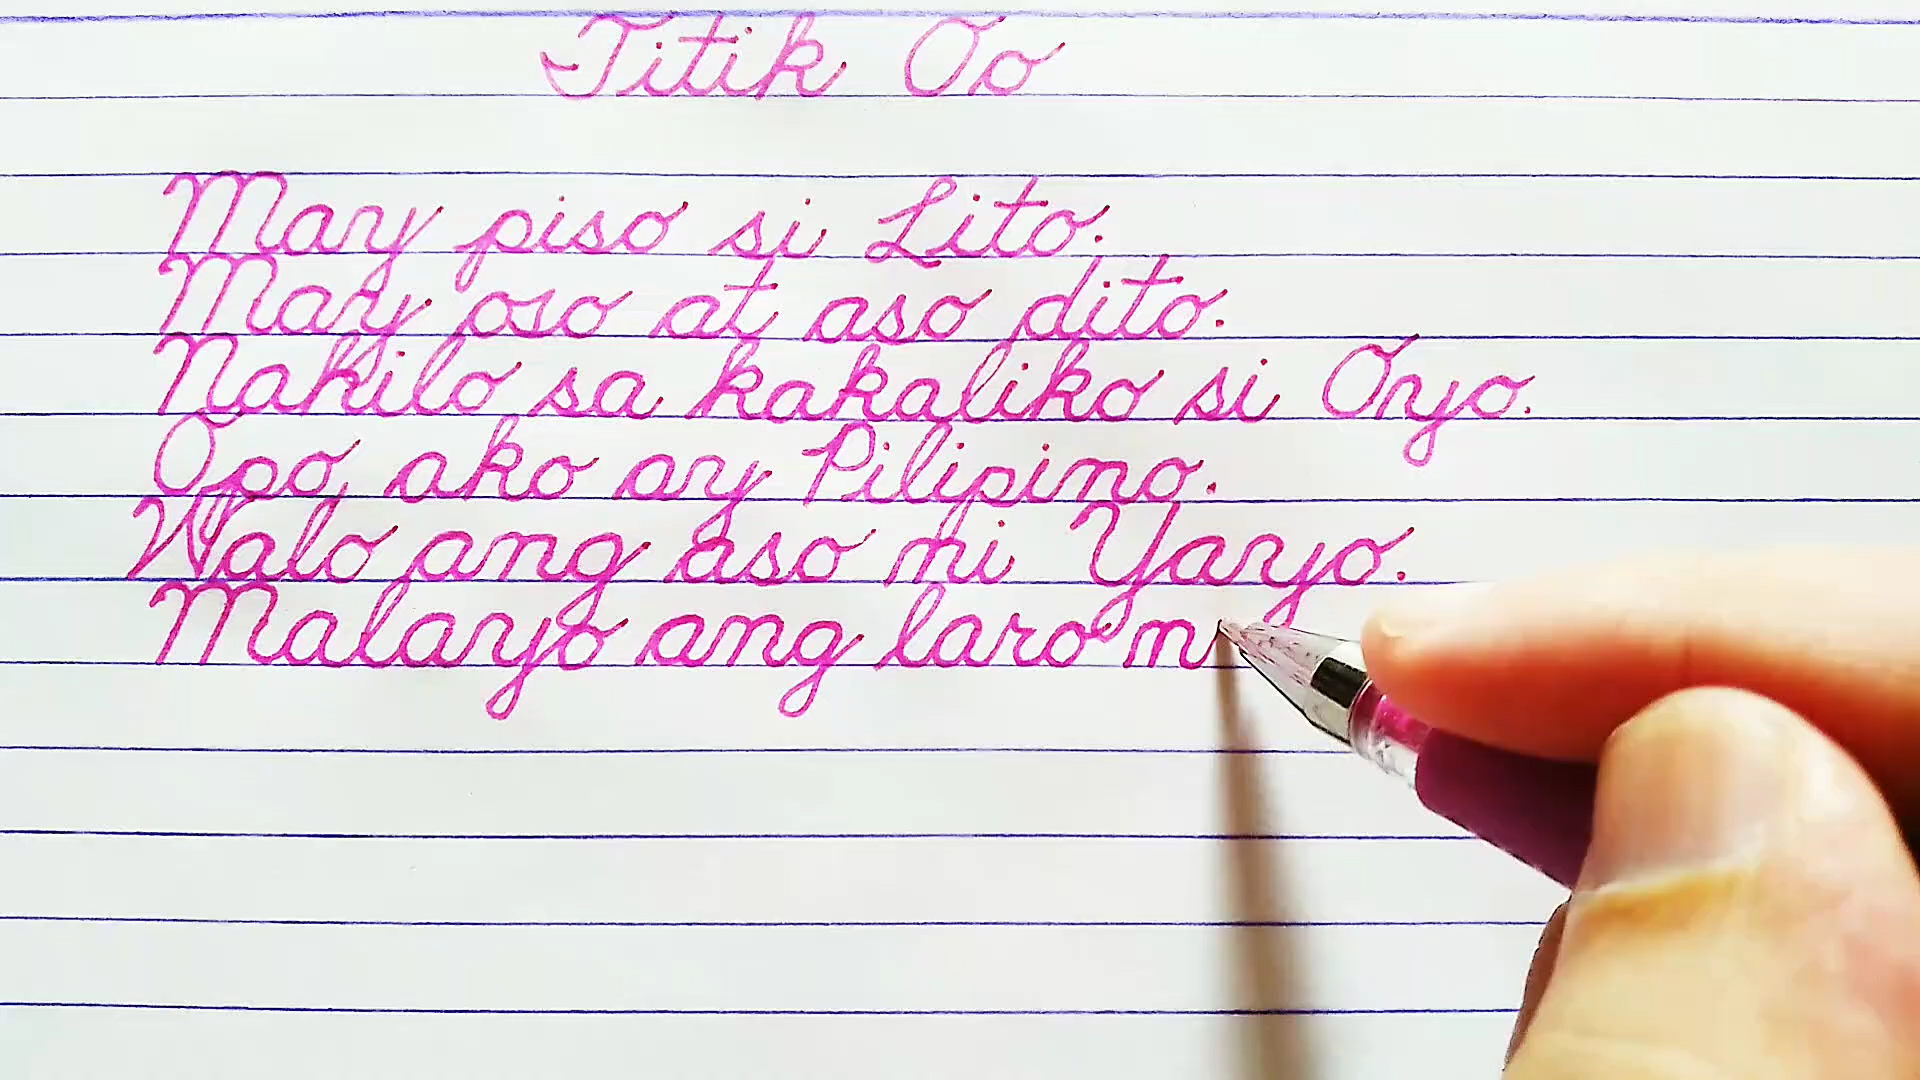 Titik Oo
May piso si Lito.
May oso at aso dito.
Nahilo sa kakaliko si Onyo.
Opo, ako ay Pilipino.
Walo ang aso ni Yayo.
Malayo ang laro n